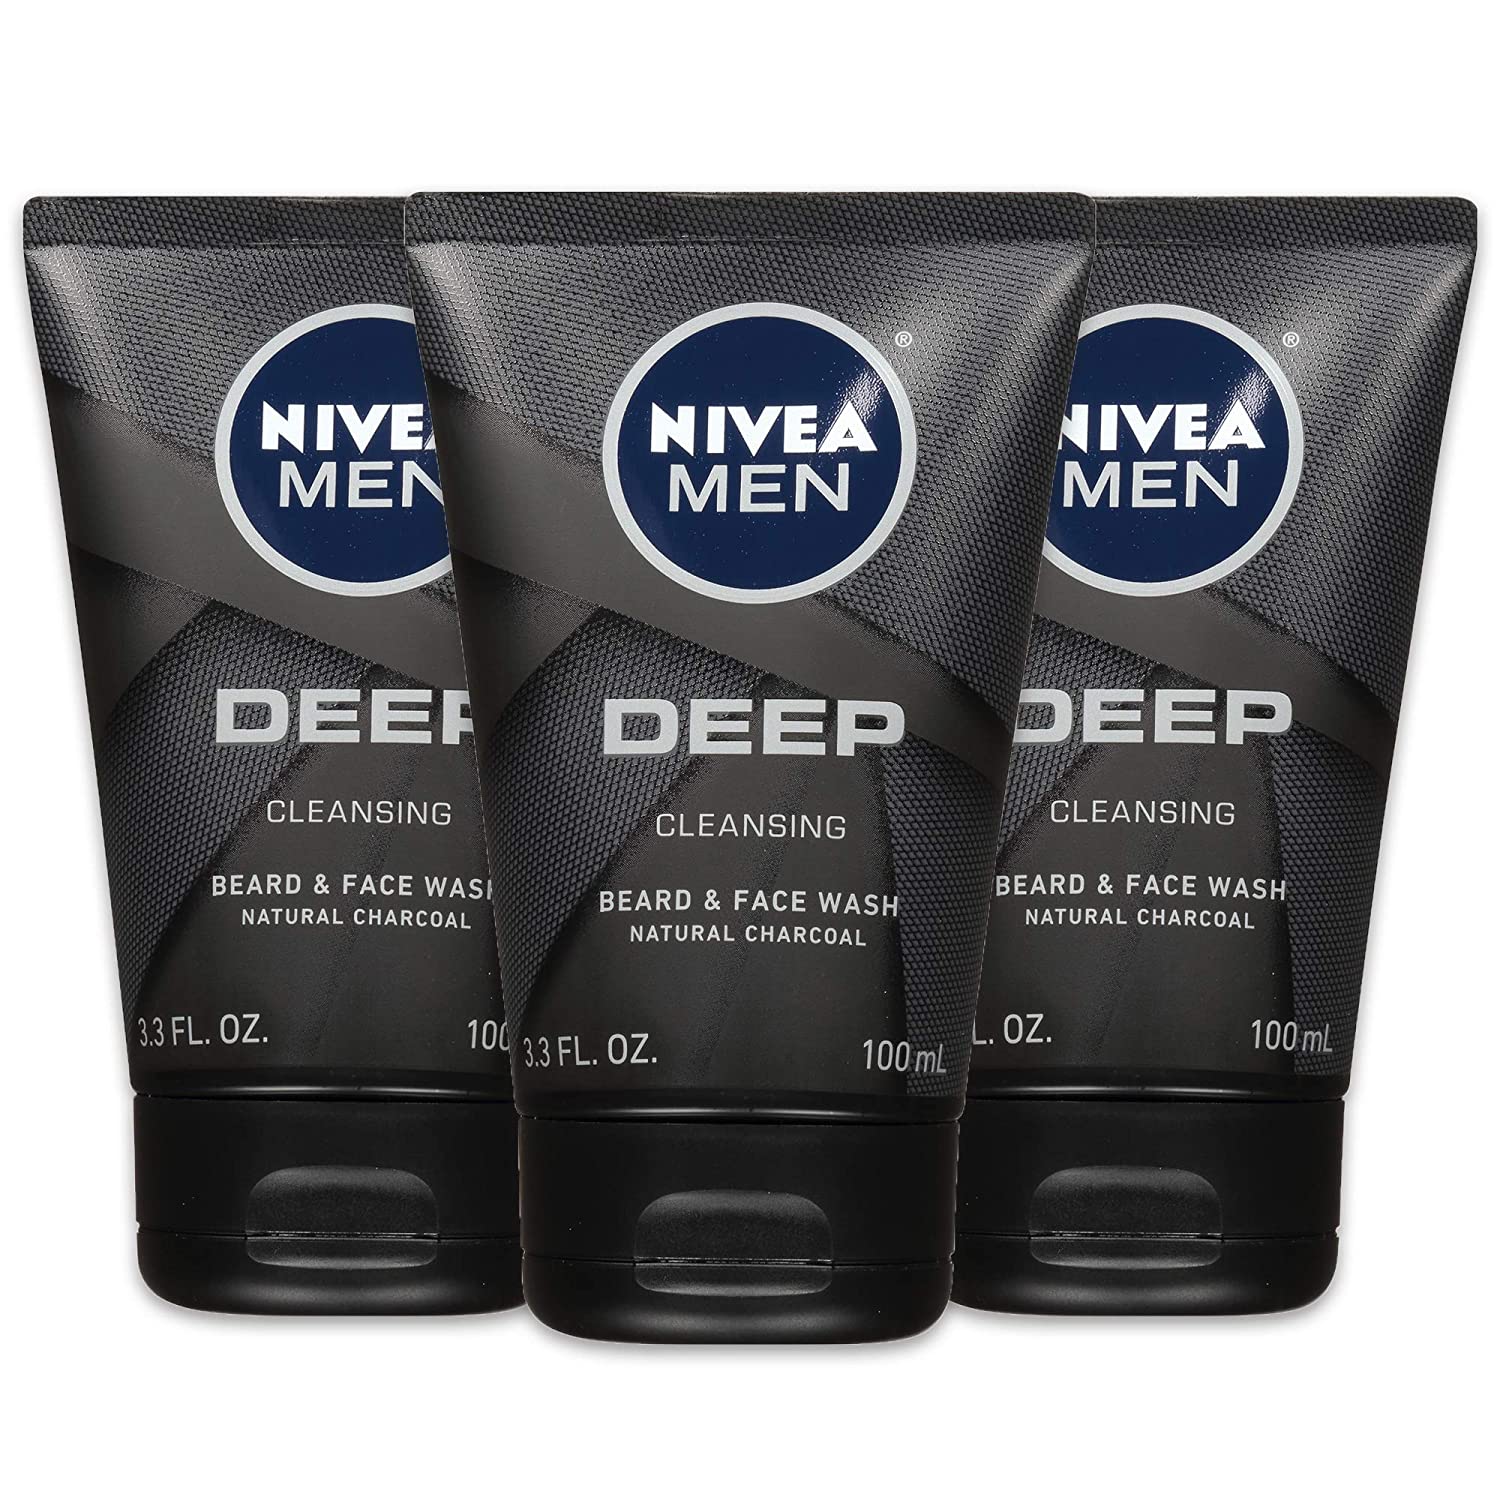 NIVEA
MEN
DEEP
CLEANSING
BEARD & FACE WASH
NATURAL CHARCOAL
3.3 FL. OZ. 100
NIVEA ®
MEN
DEEP
CLEANSING
BEARD & FACE WASH
NATURAL CHARCOAL
3.3 FL. OZ. 100 mL
NIVEA ®
MEN
DEEP
CLEANSING
BEARD & FACE WASH
NATURAL CHARCOAL
L. OZ. 100 mL